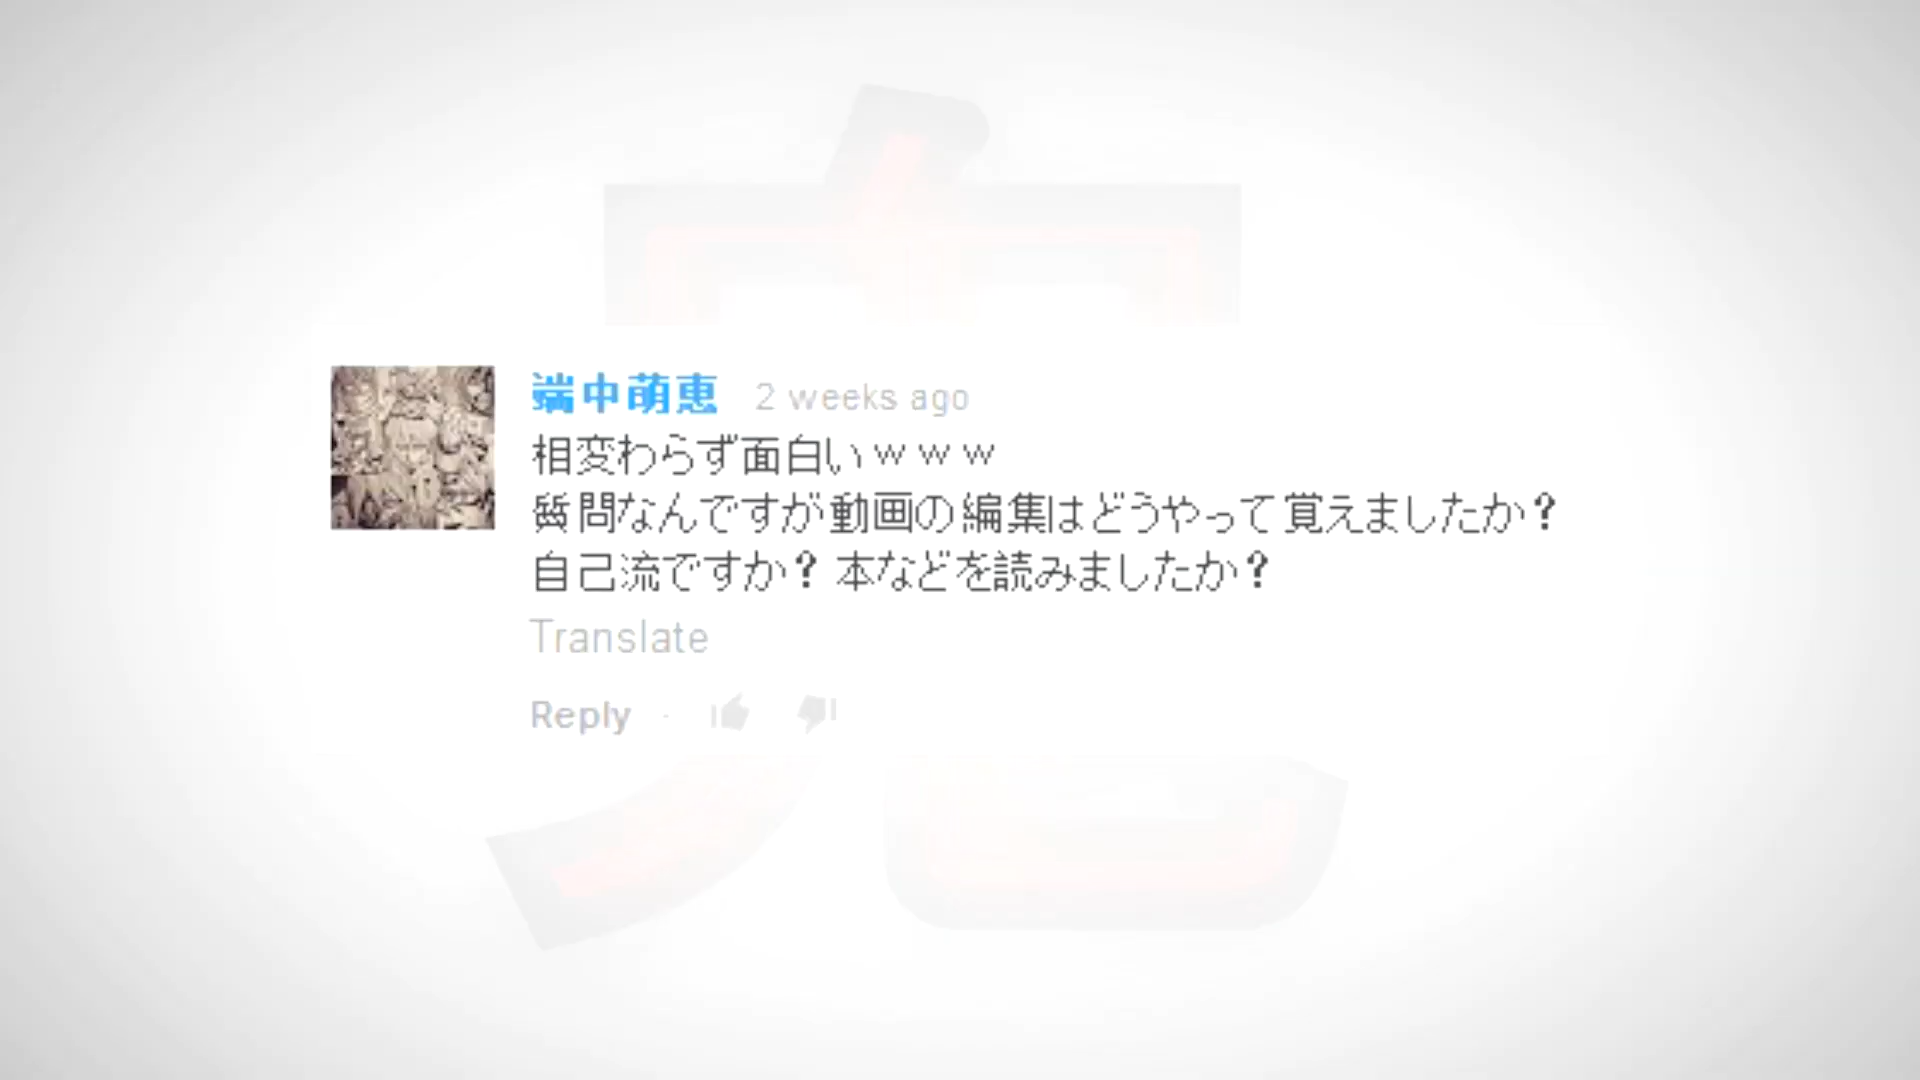 端中萌恵 2 weeks ago
相変わらず面白いｗｗｗ
質問なんですが動画の編集はどうやって覚えましたか？
自己流ですか？ 本などを読みましたか？
Translate
Reply ·